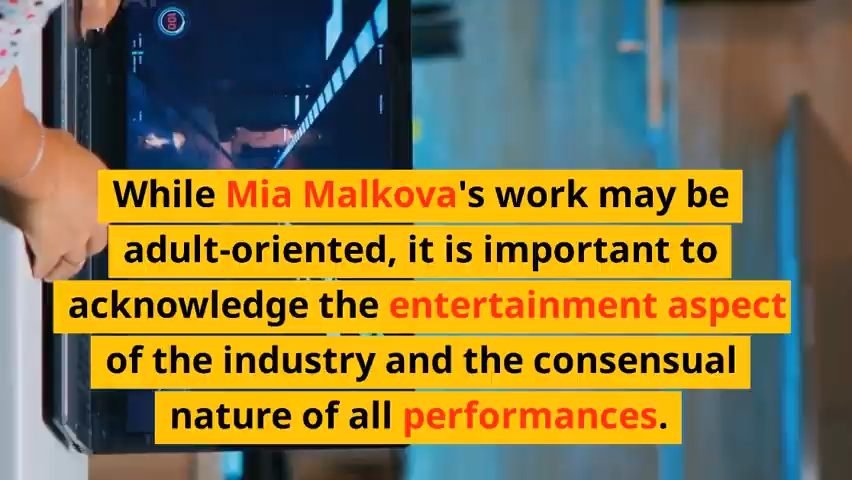 While Mia Malkova's work may be
adult-oriented, it is important to
acknowledge the entertainment aspect
of the industry and the consensual
nature of all performances.